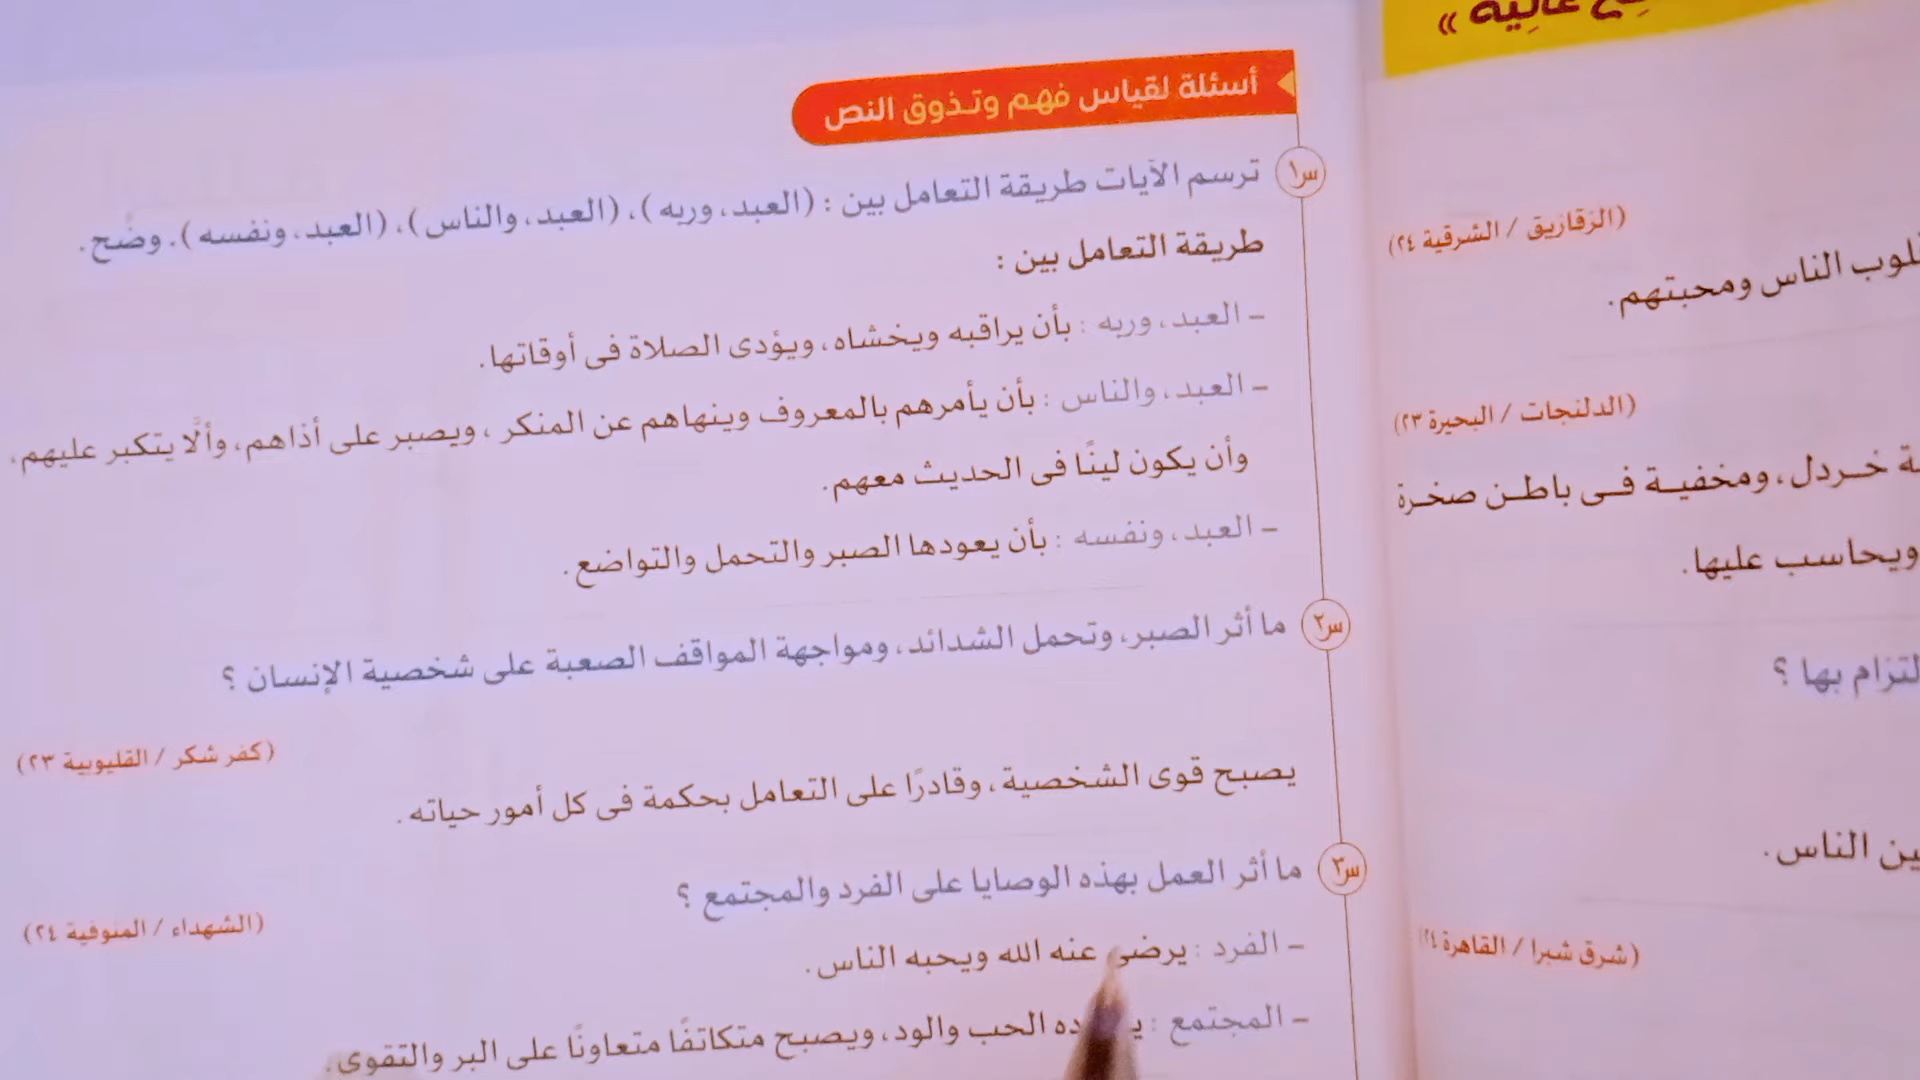 عالية »
(الزقازيق / الشرقية ٢٤)
الناس ومحبتهم.
(الدلنجات / البحيرة ٢٣)
خردل، ومخفية فى باطن صخرة
ويحاسب عليها.
بها ؟
الناس.
(شرق شبرا / القاهرة ٢٤)
أسئلة لقياس فهم وتذوق النص
س١ ترسم الآيات طريقة التعامل بين : (العبد، وربه)، (العبد، والناس)، (العبد، ونفسه)، وضح.
طريقة التعامل بين :
- العبد، وربه : بأن يراقبه ويخشاه، ويؤدى الصلاة فى أوقاتها.
- العبد، والناس : بأن يأمرهم بالمعروف وينهاهم عن المنكر، ويصبر على أذاهم، وألَّا يتكبر عليهم،
وأن يكون لينًا فى الحديث معهم.
- العبد، ونفسه : بأن يعودها الصبر والتحمل والتواضع.
س٢ ما أثر الصبر، وتحمل الشدائد، ومواجهة المواقف الصعبة على شخصية الإنسان ؟
(كفر شكر / القليوبية ٢٣)
يصبح قوى الشخصية، وقادرًا على التعامل بحكمة فى كل أمور حياته.
س٣ ما أثر العمل بهذه الوصايا على الفرد والمجتمع ؟
(الشهداء / المنوفية ٢٤)
- الفرد : يرضى عنه الله ويحبه الناس.
- المجتمع : الحب والود، ويصبح متكاتفًا متعاونًا على البر والتقوى.